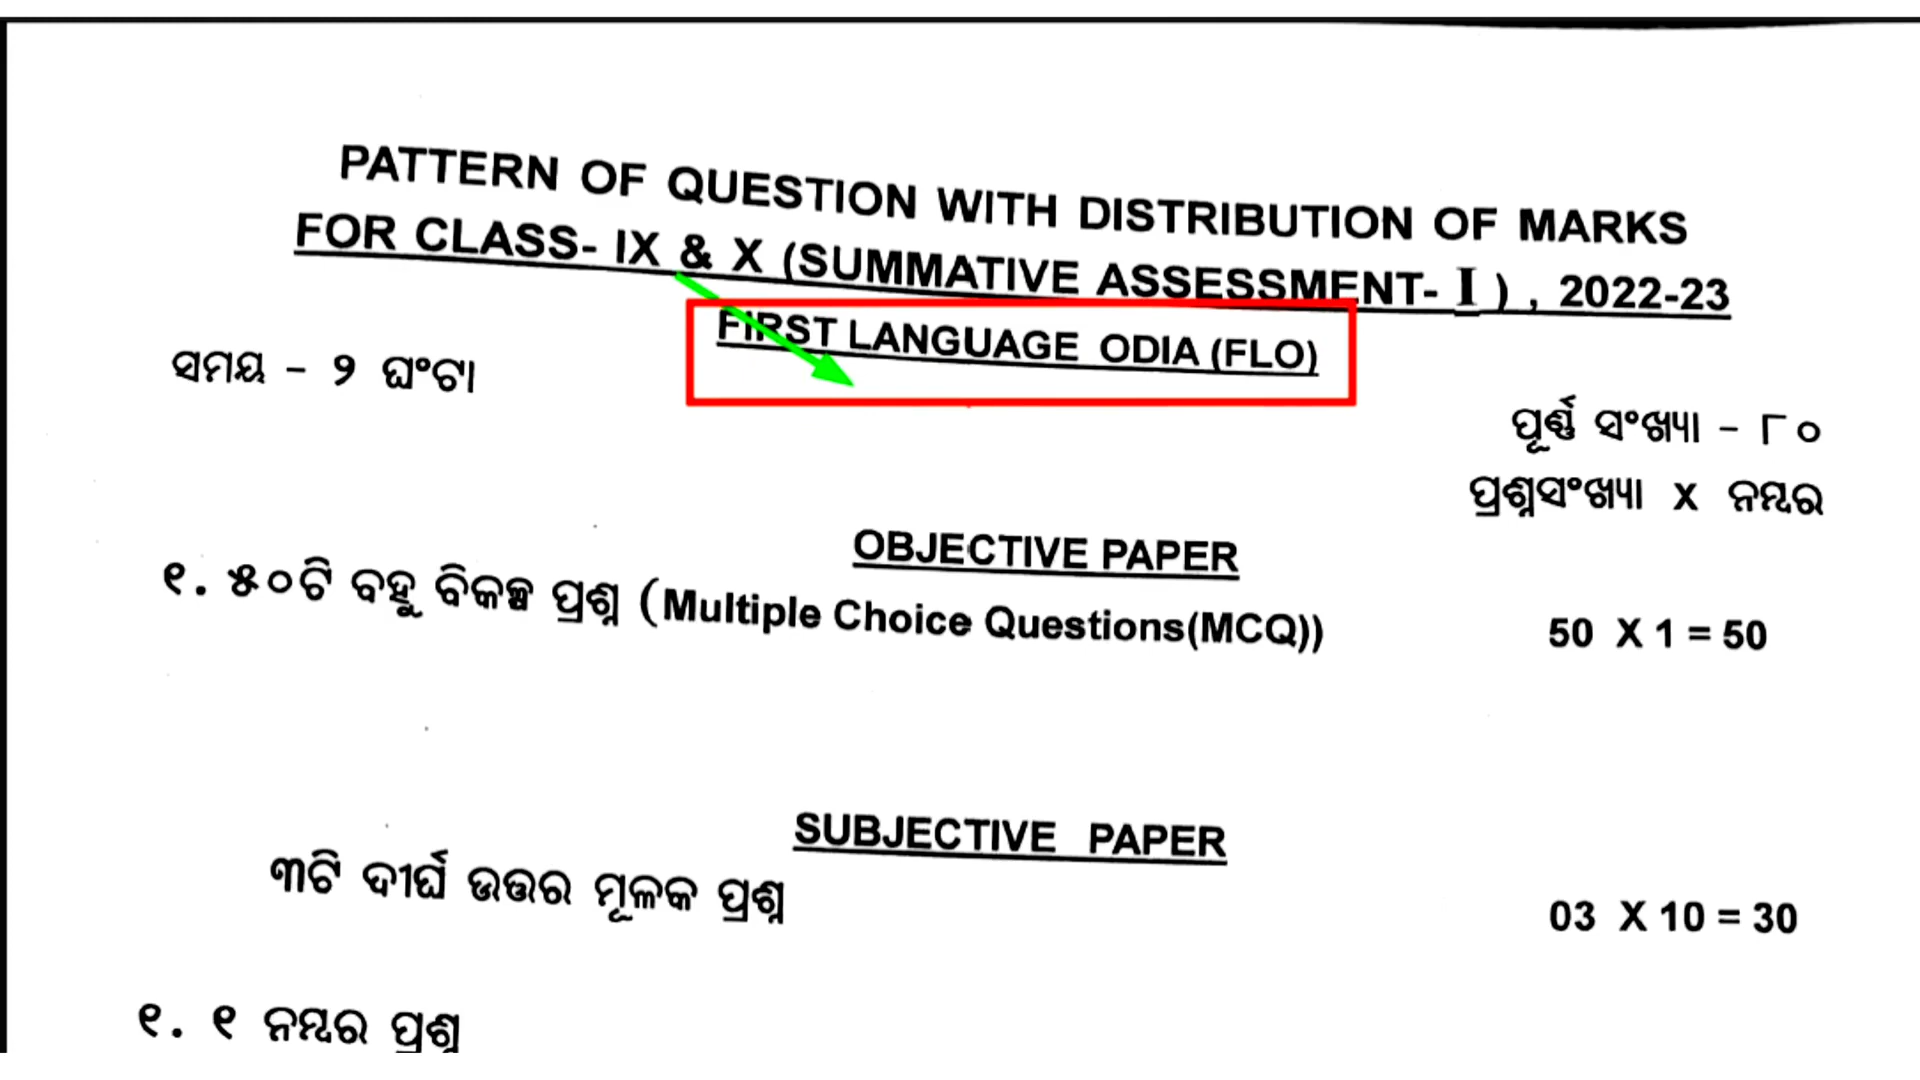 PATTERN OF QUESTION WITH DISTRIBUTION OF MARKS
FOR CLASS- IX & X (SUMMATIVE ASSESSMENT- I ) , 2022-23
FIRST LANGUAGE ODIA (FLO)
ସମୟ - ୨ ଘଂଟା
ପୂର୍ଣ୍ଣ ସଂଖ୍ୟା - ୮୦
ପ୍ରଶ୍ନସଂଖ୍ୟା X ନମ୍ବର
OBJECTIVE PAPER
୧. ୫୦ଟି ବହୁ ବିକଳ୍ପ ପ୍ରଶ୍ନ (Multiple Choice Questions(MCQ)) 50 X 1 = 50
SUBJECTIVE PAPER
୩ଟି ଦୀର୍ଘ ଉତ୍ତର ମୂଳକ ପ୍ରଶ୍ନ 03 X 10 = 30
୧. ୧ ନମ୍ବର ପ୍ରଶ୍ନ